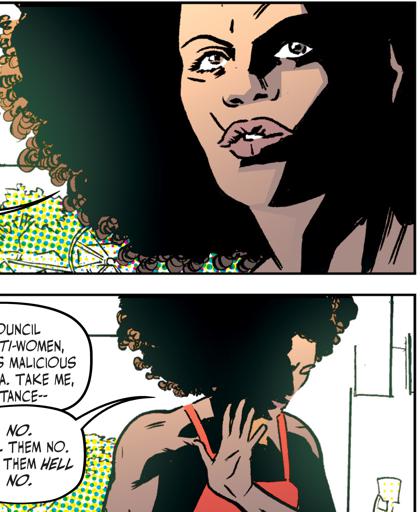 OUNCIL
TI-WOMEN,
S MALICIOUS
A. TAKE ME,
TANCE--
NO.
THEM NO.
THEM HELL
NO.